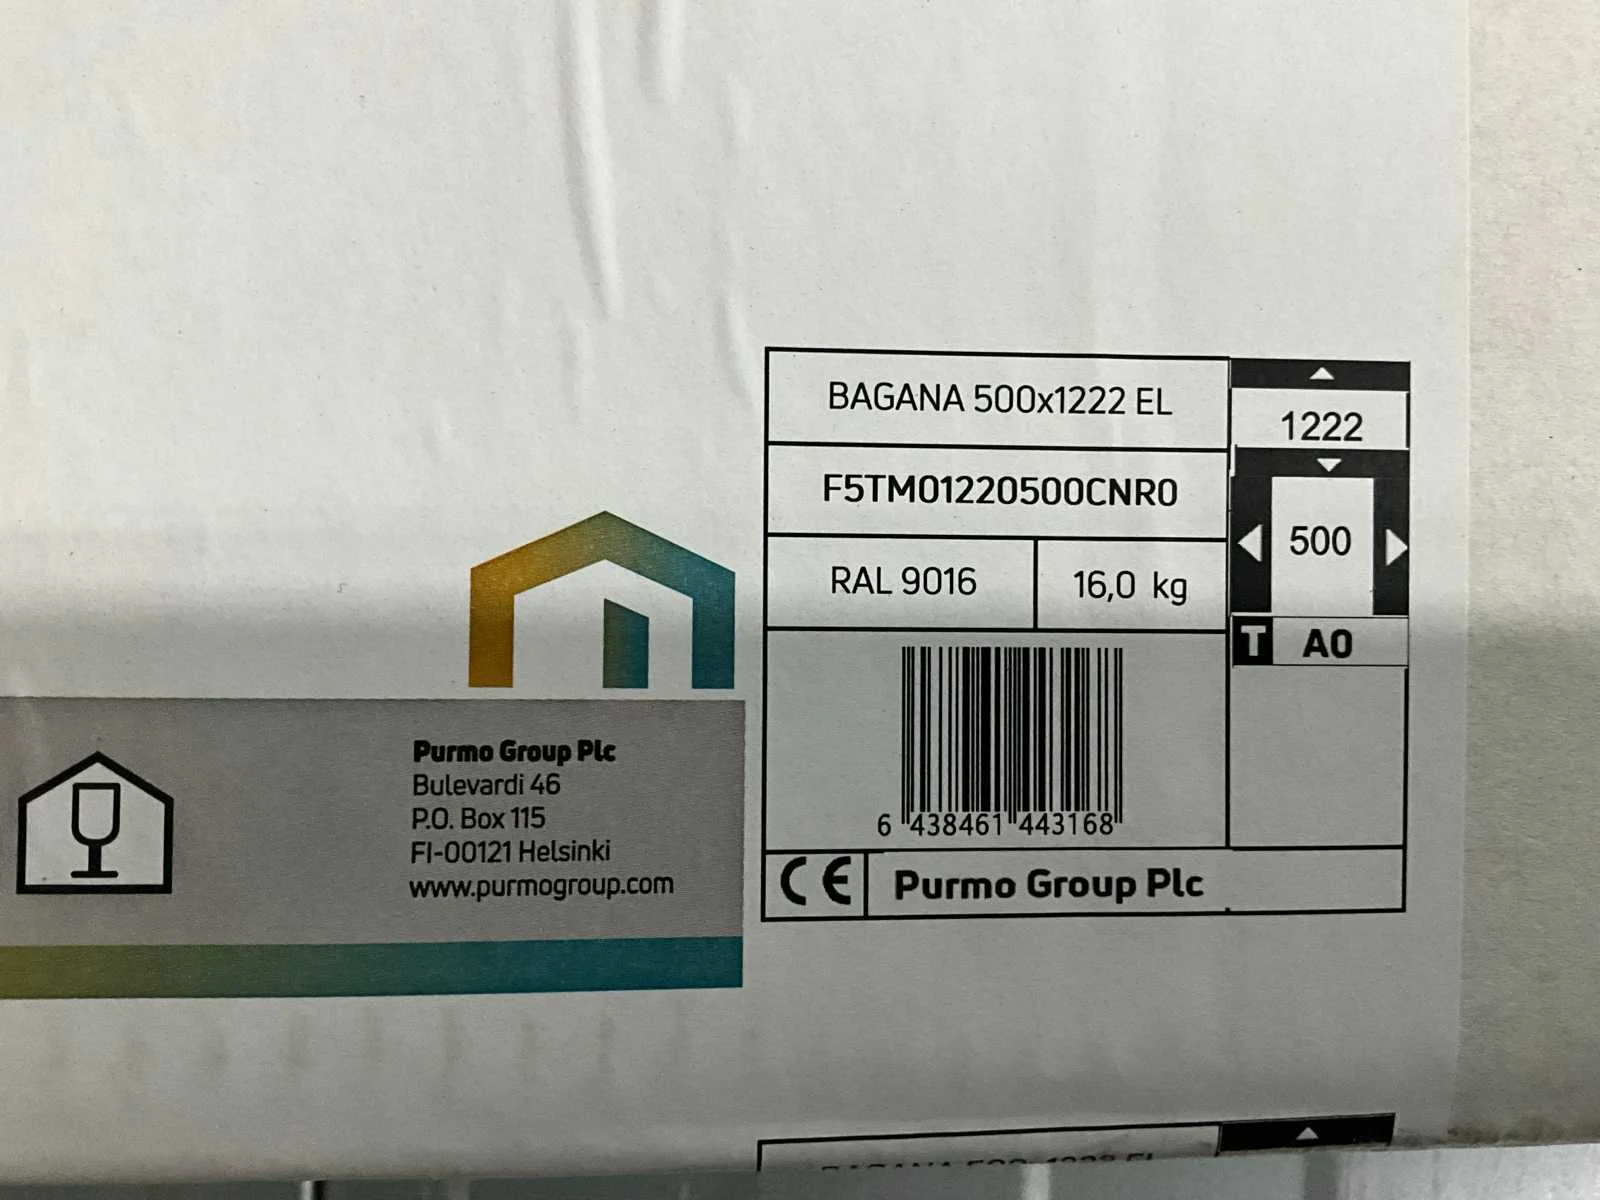 BAGANA 500x1222 EL
1222
F5TM01220500CNR0
500
RAL 9016
16,0 kg
T A0
Purmo Group Plc
Bulevardi 46
P.O. Box 115
FI-00121 Helsinki
www.purmogroup.com
6 438461 443168
CE Purmo Group Plc